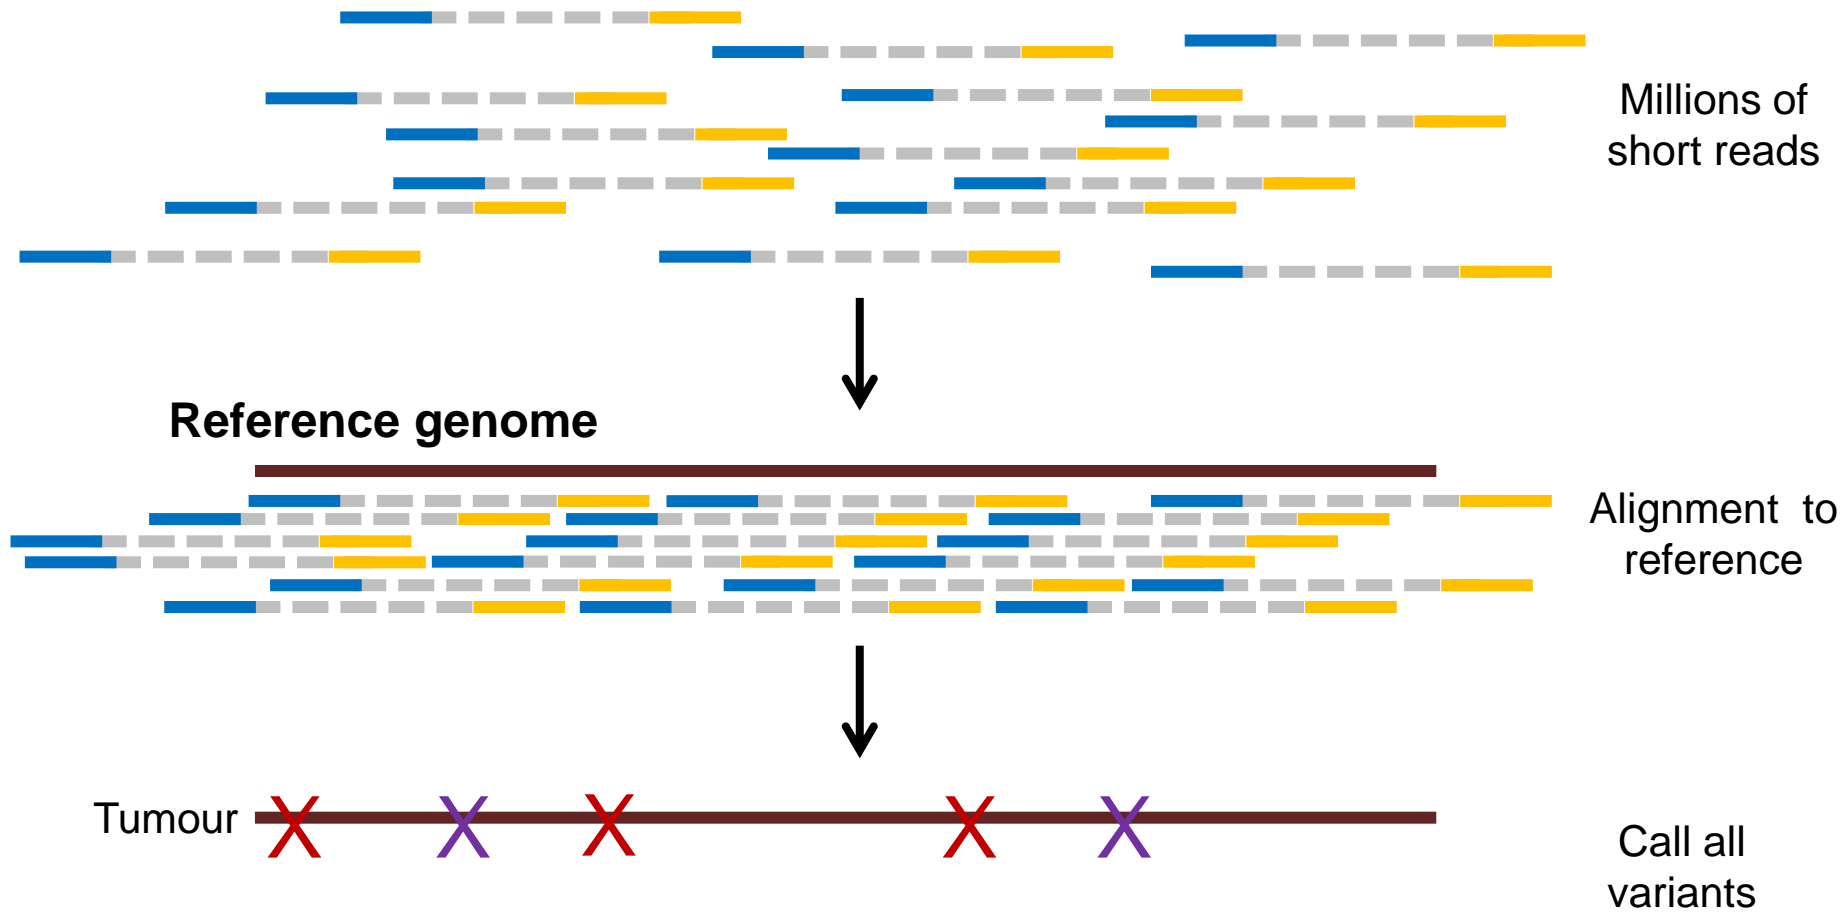 Millions of
short reads
Reference genome
Alignment to
reference
Tumour
Call all
variants